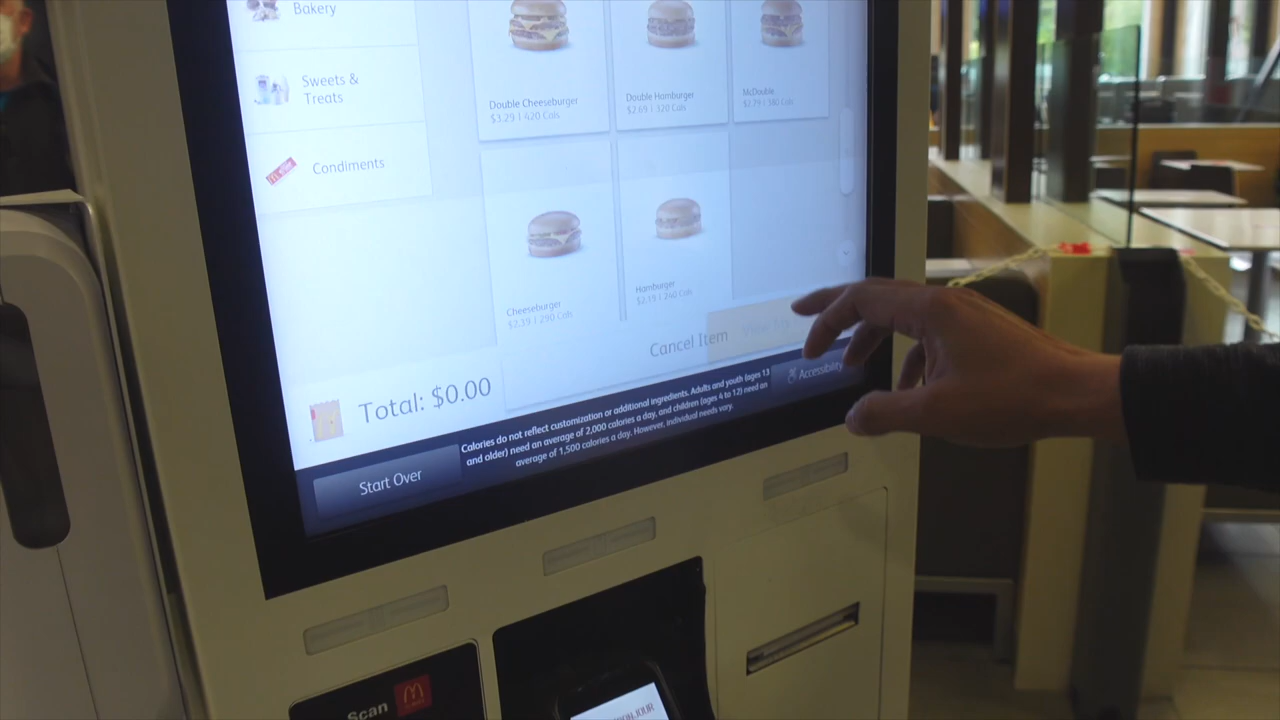 Bakery
Sweets &
Treats
Condiments
Double Cheeseburger
$3.29 | 420 Cals
Double Hamburger
$2.69 | 320 Cals
McDouble
$2.79 | 380 Cals
Cheeseburger
$2.39 | 290 Cals
Hamburger
$2.19 | 240 Cals
Cancel Item
View My
Total: $0.00
Start Over
Calories do not reflect customization or additional ingredients. Adults and youth (ages 13
and older) need an average of 2,000 calories a day, and children (ages 4 to 12) need an
average of 1,500 calories a day. However, individual needs vary.
Accessibility
Scan
BONJOUR